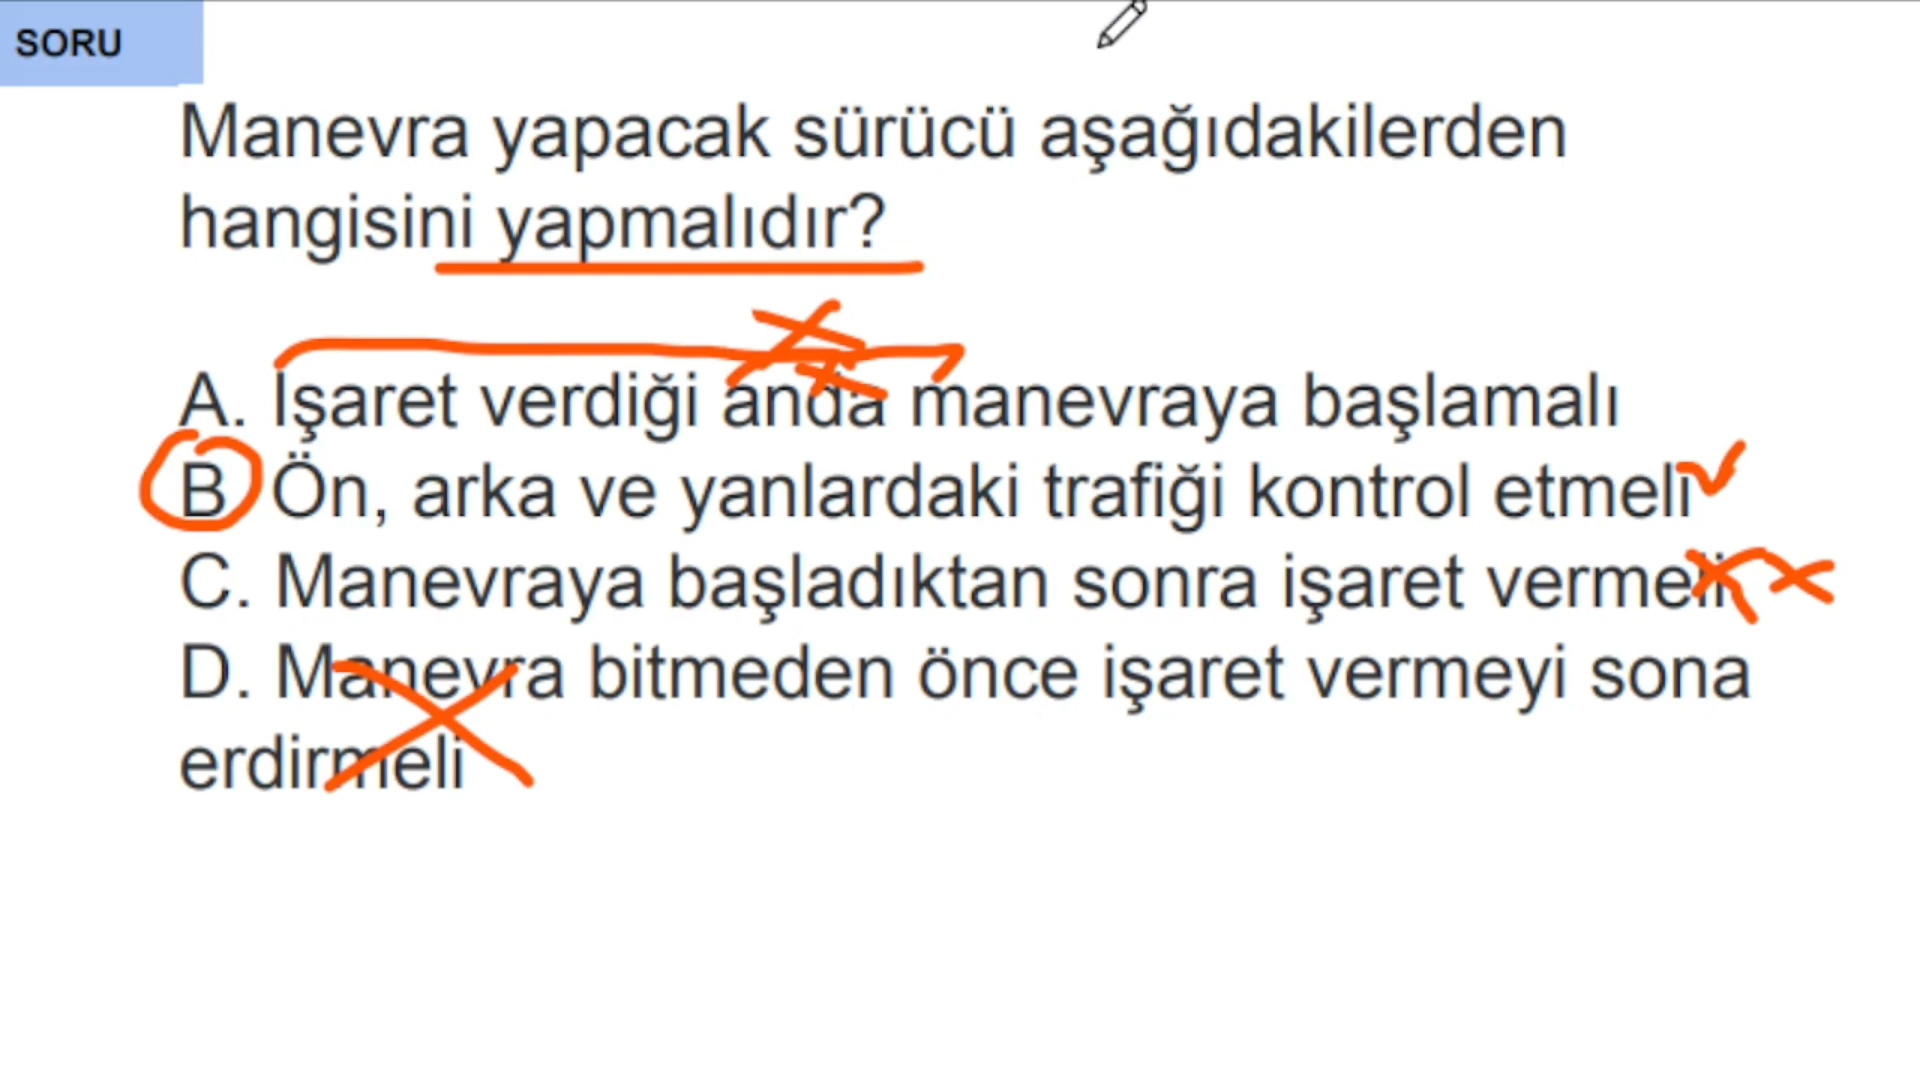 SORU
Manevra yapacak sürücü aşağıdakilerden
hangisini yapmalıdır?
A. İşaret verdiği anda manevraya başlamalı
B Ön, arka ve yanlardaki trafiği kontrol etmeli
C. Manevraya başladıktan sonra işaret vermeli
D. Manevra bitmeden önce işaret vermeyi sona
erdirmeli